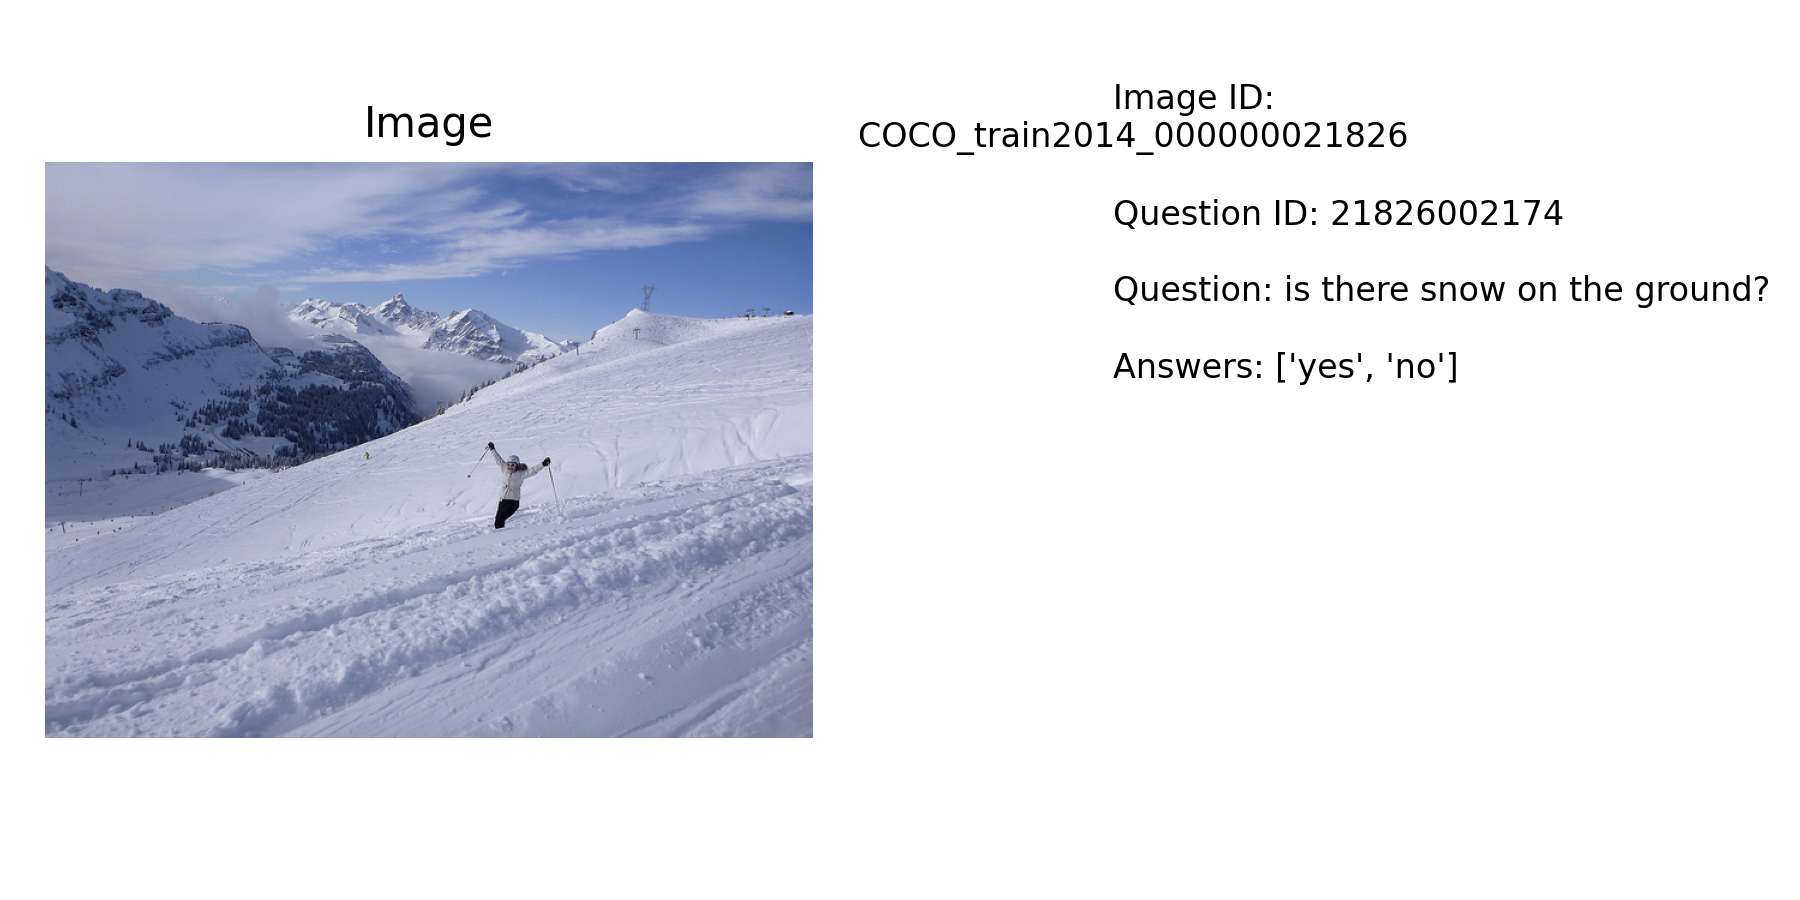 Image
Image ID:
COCO_train2014_000000021826
Question ID: 21826002174
Question: is there snow on the ground?
Answers: ['yes', 'no']